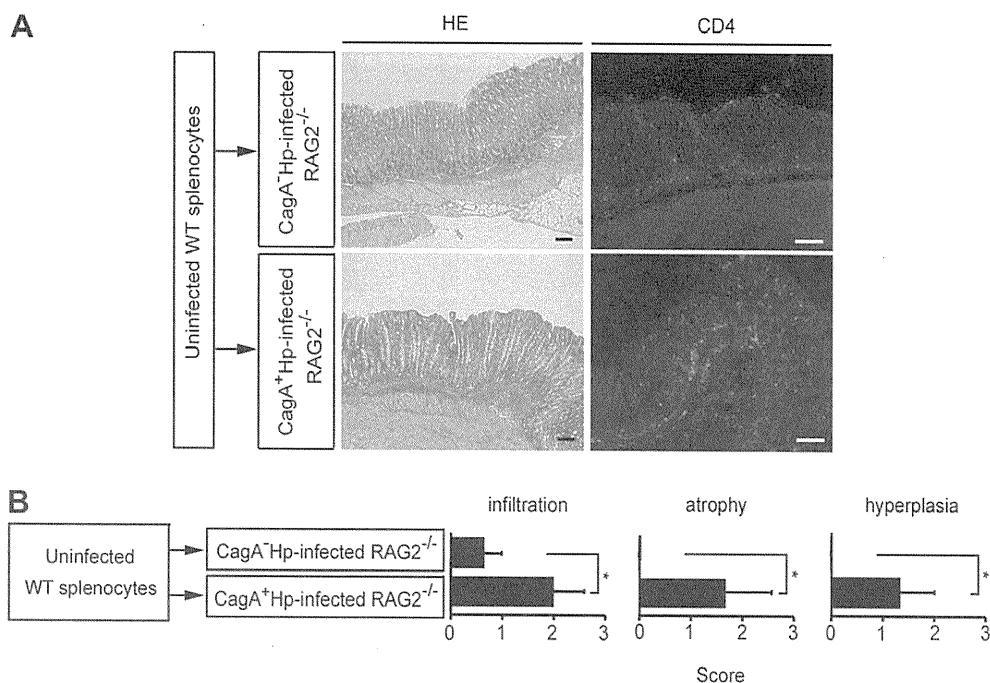 A
HE
CD4
Uninfected WT splenocytes
CagA⁻Hp-infected
RAG2⁻/⁻
CagA⁺Hp-infected
RAG2⁻/⁻
B
infiltration
atrophy
hyperplasia
Uninfected
WT splenocytes
CagA⁻Hp-infected RAG2⁻/⁻
CagA⁺Hp-infected RAG2⁻/⁻
*
*
*
0 1 2 3
0 1 2 3
0 1 2 3
Score